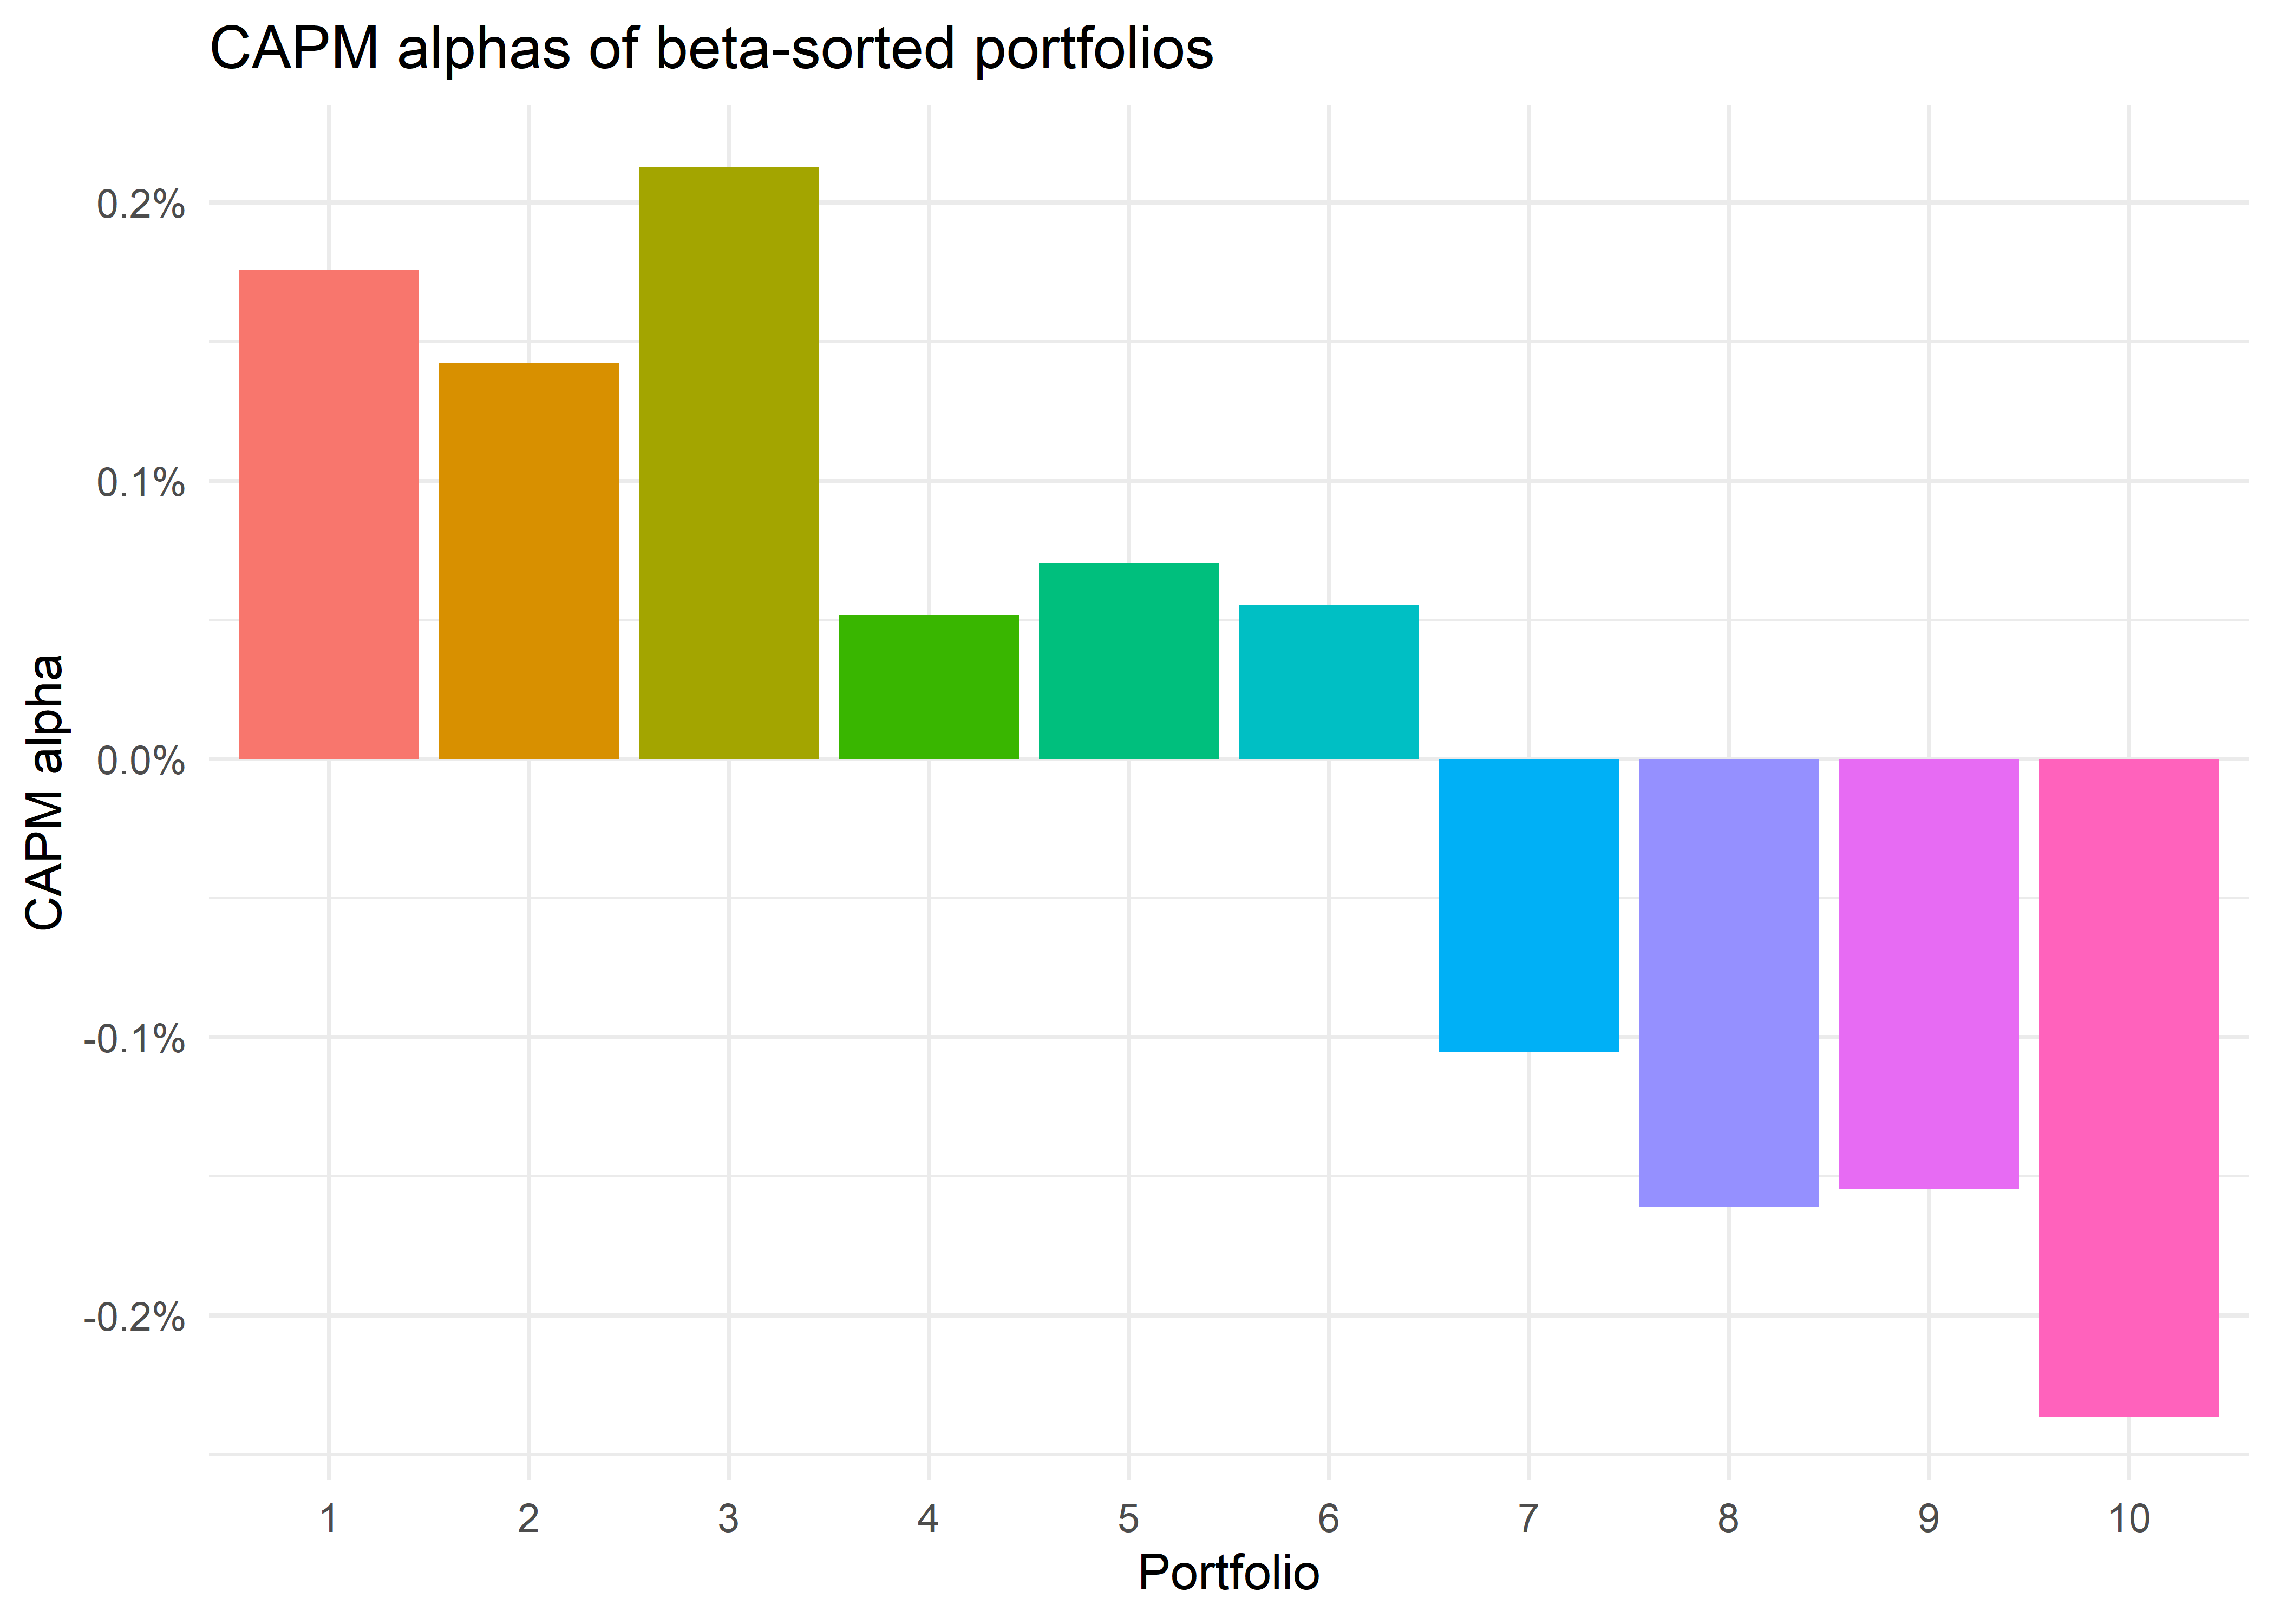 CAPM alphas of beta-sorted portfolios
CAPM alpha
0.2%
0.1%
0.0%
-0.1%
-0.2%
1 2 3 4 5 6 7 8 9 10
Portfolio